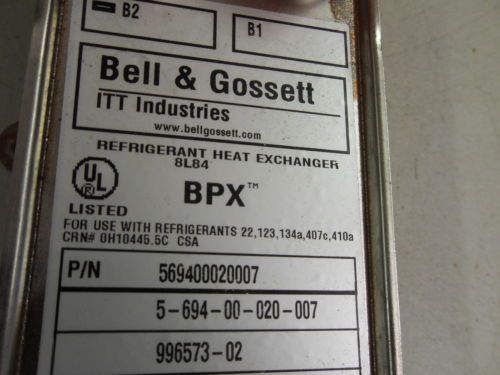 B2
B1
Bell & Gossett
ITT Industries
www.bellgossett.com
REFRIGERANT HEAT EXCHANGER
8L84
UL
LISTED
BPX™
FOR USE WITH REFRIGERANTS 22,123,134a,407c,410a
CRN# 0H10445.5C CSA
P/N 569400020007
5-694-00-020-007
996573-02